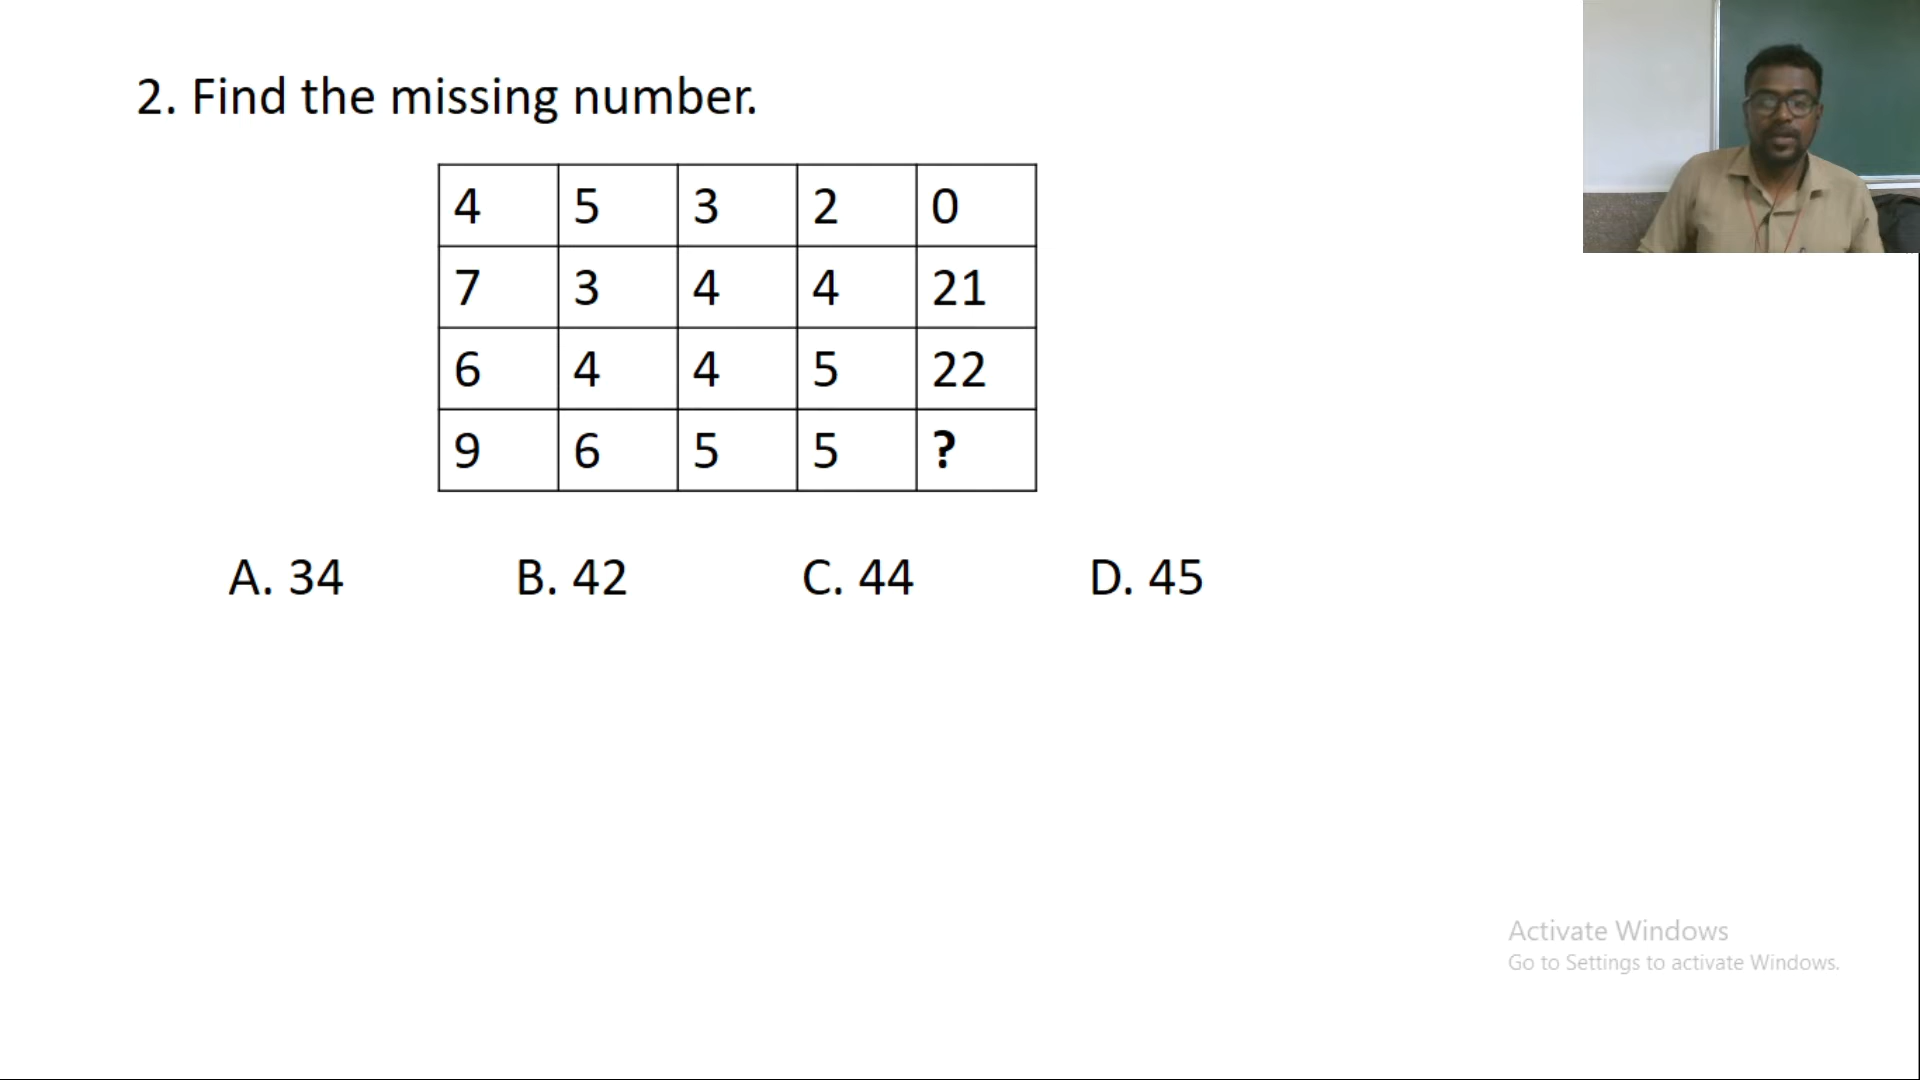 2. Find the missing number.
4 5 3 2 0
7 3 4 4 21
6 4 4 5 22
9 6 5 5 ?
A. 34 B. 42 C. 44 D. 45
Activate Windows
Go to Settings to activate Windows.